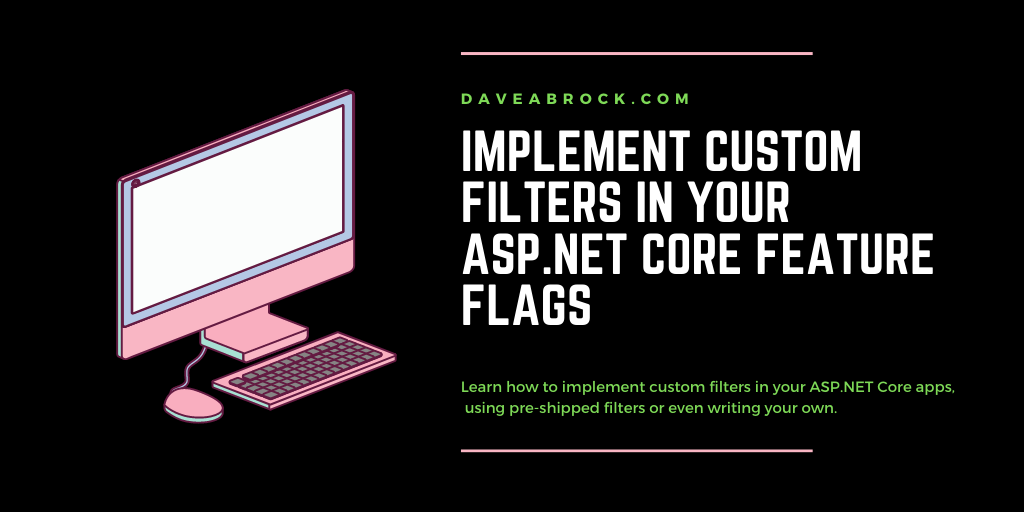 DAVEABROCK.COM
IMPLEMENT CUSTOM
FILTERS IN YOUR
ASP.NET CORE FEATURE
FLAGS
Learn how to implement custom filters in your ASP.NET Core apps,
using pre-shipped filters or even writing your own.